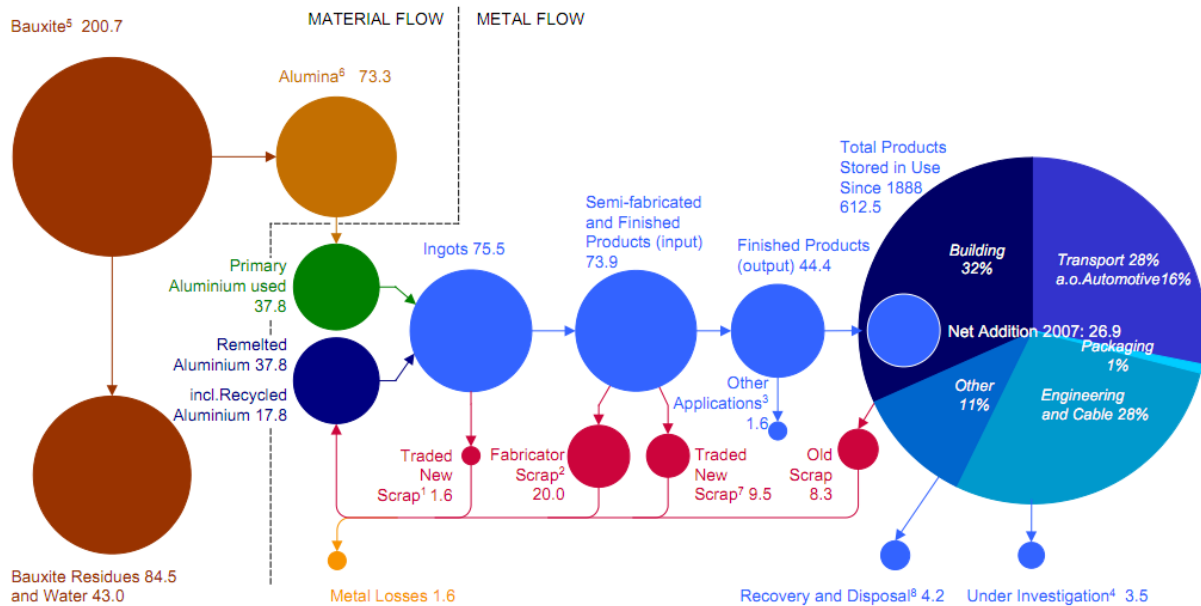 MATERIAL FLOW
METAL FLOW
Bauxite⁵ 200.7
Alumina⁶ 73.3
Total Products
Stored in Use
Since 1888
612.5
Semi-fabricated
and Finished
Products (input)
73.9
Finished Products
(output) 44.4
Ingots 75.5
Primary
Aluminium used
37.8
Remelted
Aluminium 37.8
incl.Recycled
Aluminium 17.8
Building
32%
Transport 28%
a.o.Automotive16%
Net Addition 2007: 26.9
Packaging
1%
Other
11%
Engineering
and Cable 28%
Other
Applications³
1.6
Traded
New
Scrap¹ 1.6
Fabricator
Scrap²
20.0
Traded
New
Scrap⁷ 9.5
Old
Scrap
8.3
Bauxite Residues 84.5
and Water 43.0
Metal Losses 1.6
Recovery and Disposal⁸ 4.2
Under Investigation⁴ 3.5